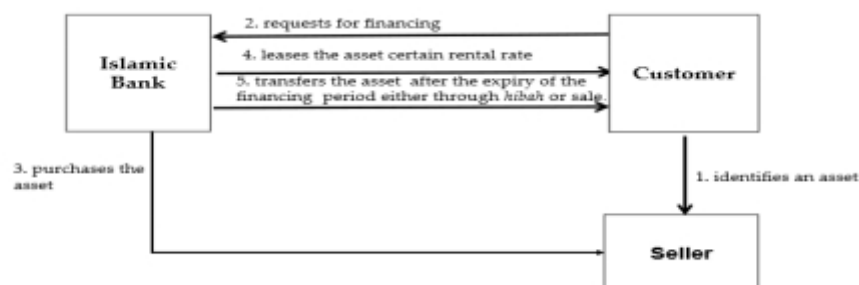 2. requests for financing
Islamic
Bank
4. leases the asset certain rental rate
Customer
5. transfers the asset after the expiry of the
financing period either through hibah or sale.
3. purchases the
asset
1. identifies an asset
Seller